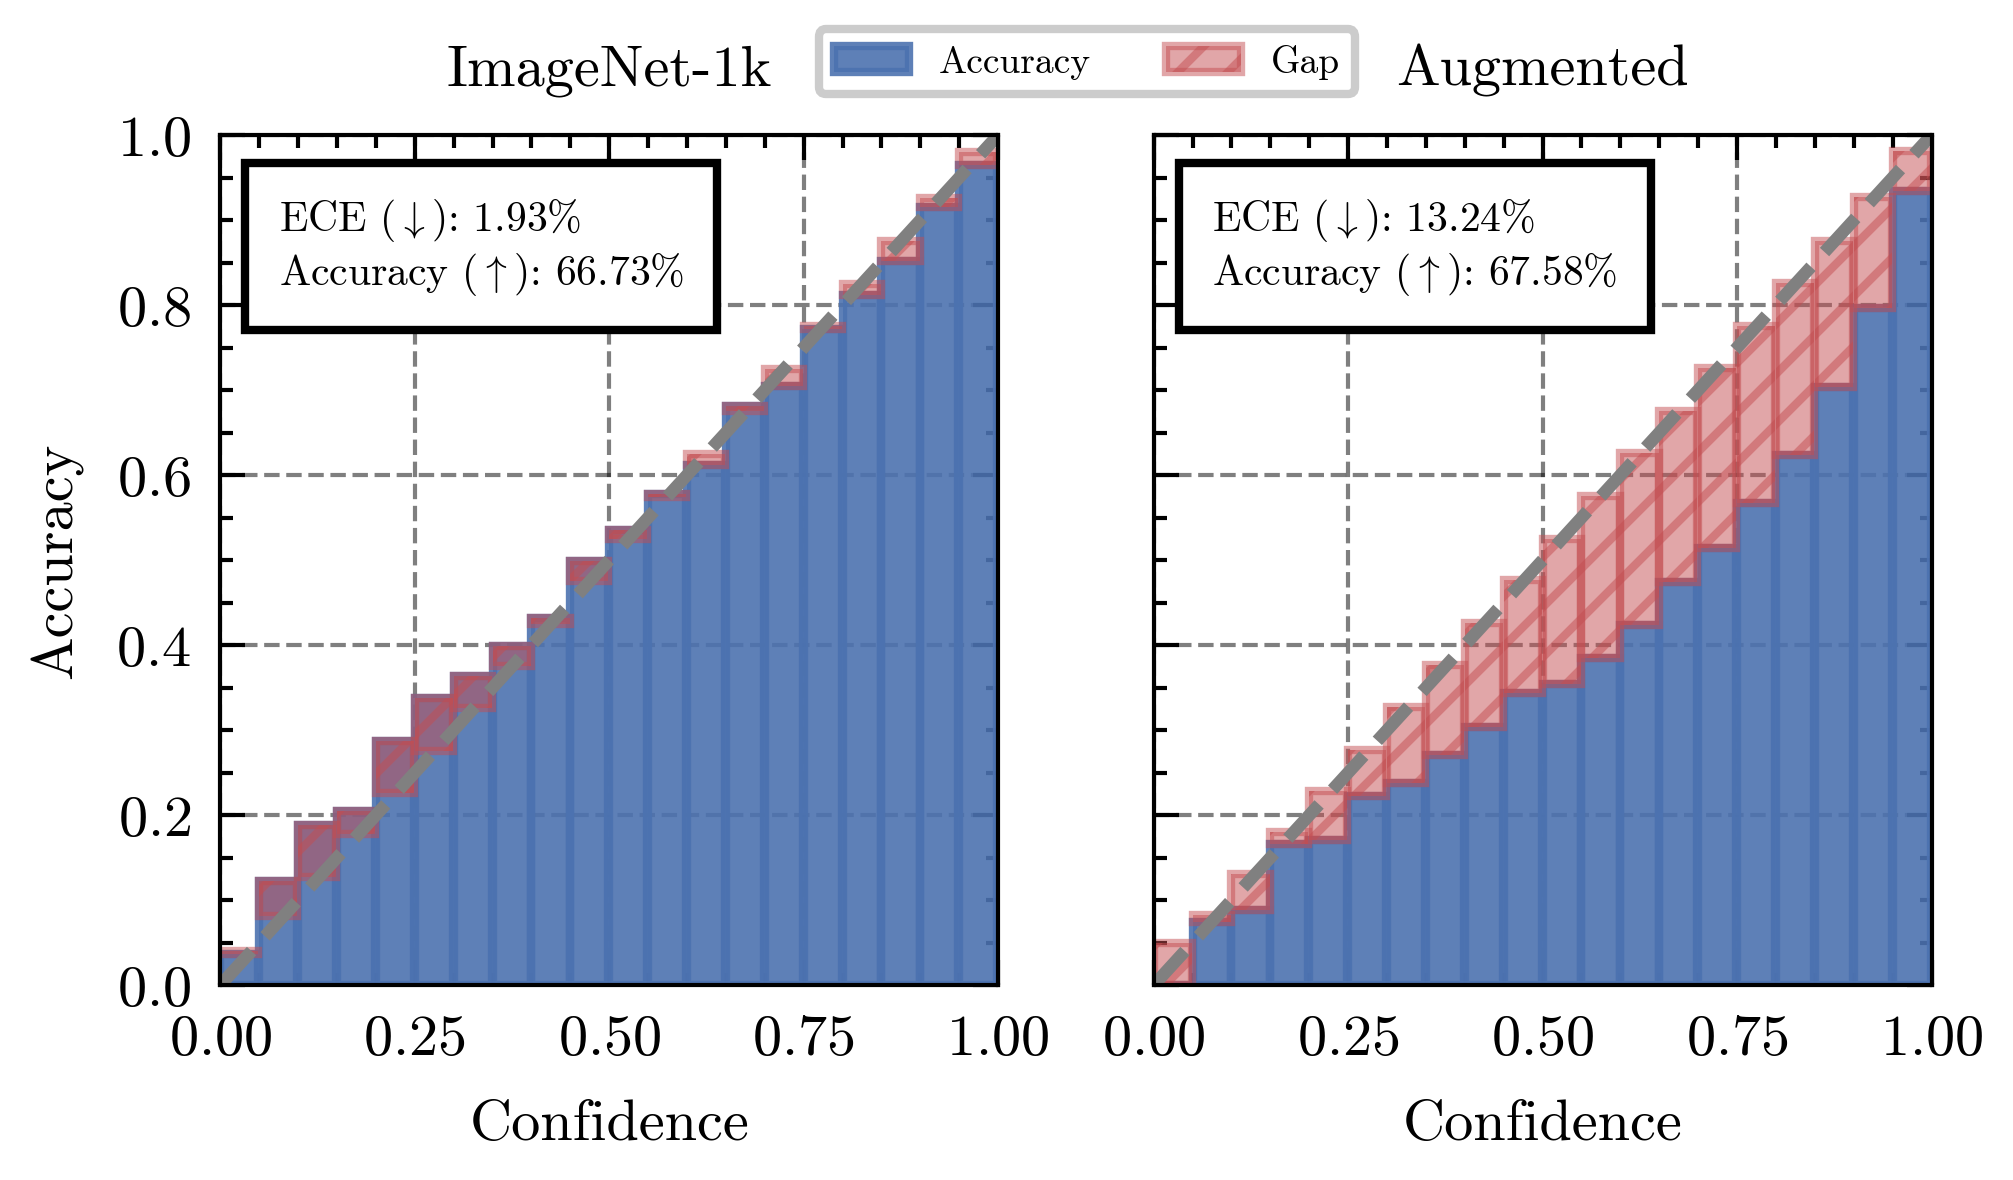 ImageNet-1k
Accuracy
Gap
Augmented
ECE (↓): 1.93%
Accuracy (↑): 66.73%
ECE (↓): 13.24%
Accuracy (↑): 67.58%
Accuracy
1.0
0.8
0.6
0.4
0.2
0.0
0.00 0.25 0.50 0.75 1.00
0.00 0.25 0.50 0.75 1.00
Confidence
Confidence